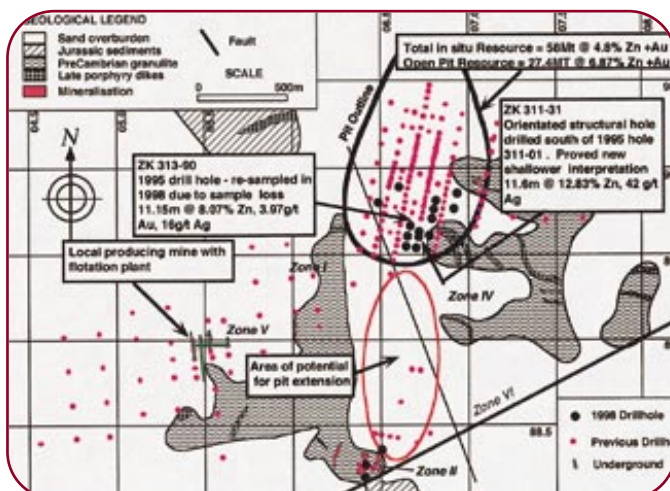 GEOLOGICAL LEGEND
Sand overburden
Jurassic sediments
PreCambrian granulite
Late porphyry dikes
Mineralisation
Fault
SCALE
0 500m
Total in situ Resource = 56Mt @ 4.8% Zn +Au
Open Pit Resource = 27.4MT @ 6.87% Zn +Au
Pit Outline
ZK 311-31
Orientated structural hole
drilled south of 1995 hole
311-01 . Proved new
shallower interpretation
11.6m @ 12.83% Zn, 42 g/t
Ag
N
ZK 313-90
1995 drill hole - re-sampled in
1998 due to sample loss
11.15m @ 8.07% Zn, 3.97g/t
Au, 16g/t Ag
Local producing mine with
flotation plant
Zone I
Zone IV
Zone V
Area of potential
for pit extension
Zone VI
88.5
Zone II
1998 Drillhole
Previous Drillh
Underground